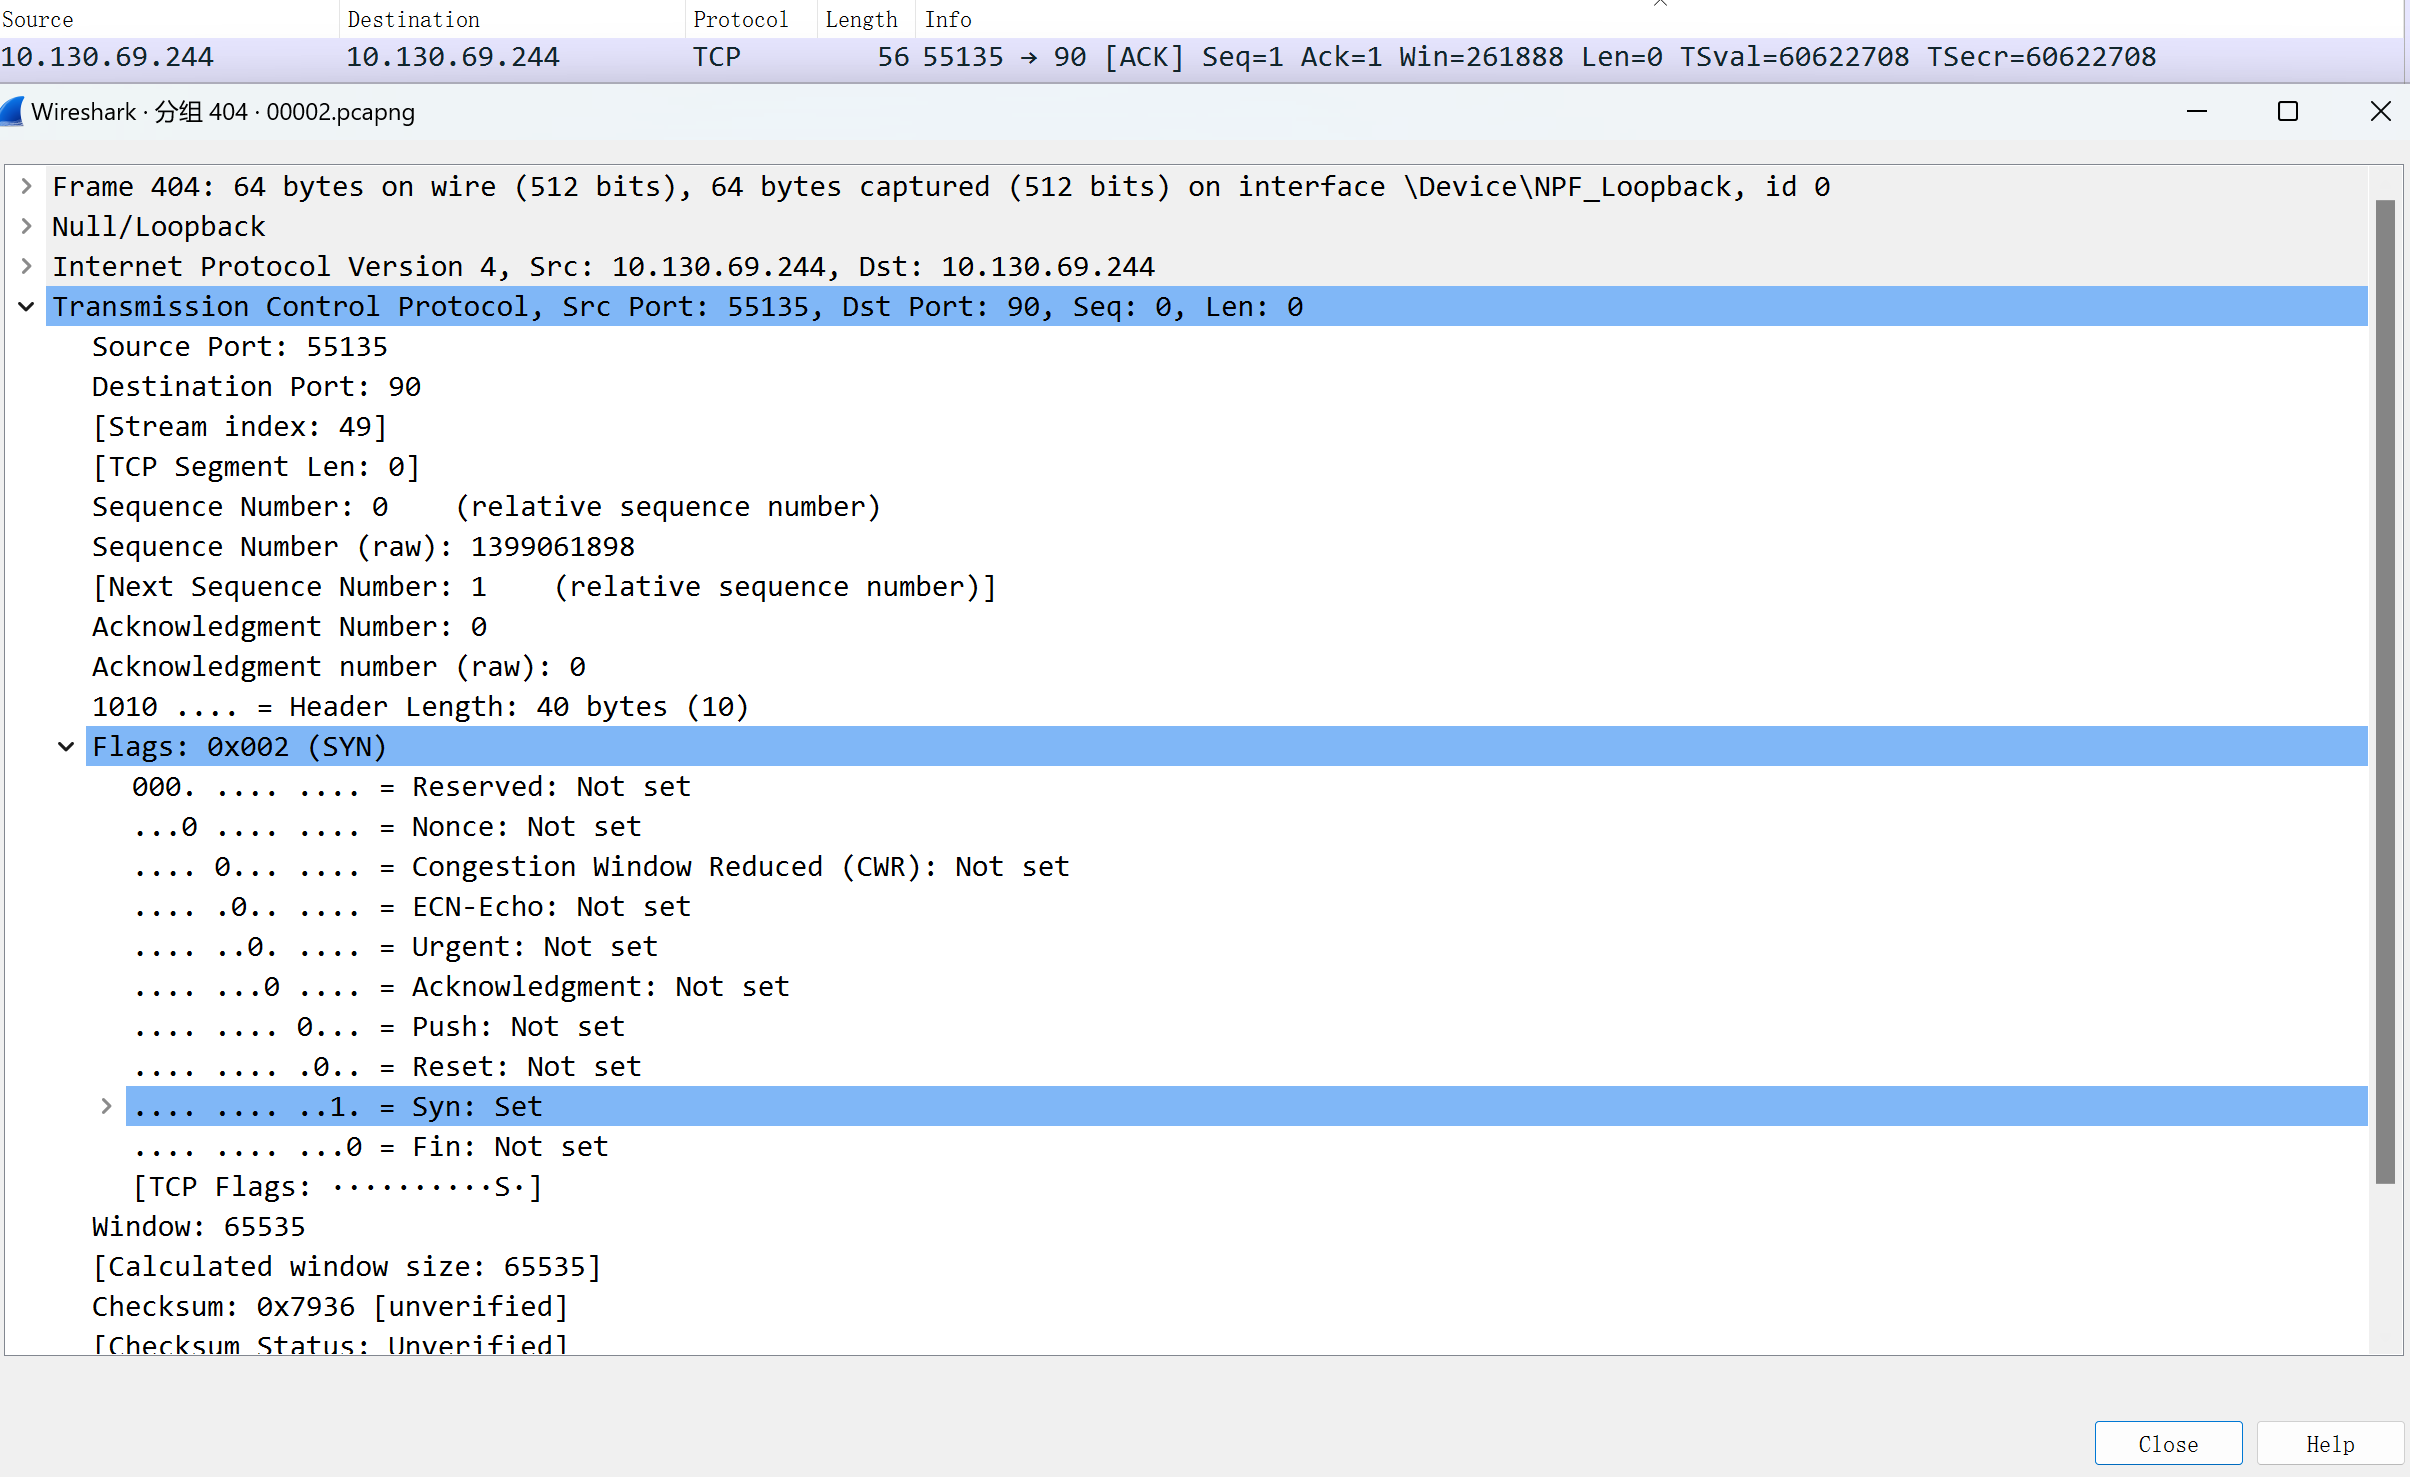 Source Destination Protocol Length Info
10.130.69.244 10.130.69.244 TCP 56 55135 → 90 [ACK] Seq=1 Ack=1 Win=261888 Len=0 TSval=60622708 TSecr=60622708
Wireshark · 分组 404 · 00002.pcapng
Frame 404: 64 bytes on wire (512 bits), 64 bytes captured (512 bits) on interface \Device\NPF_Loopback, id 0
Null/Loopback
Internet Protocol Version 4, Src: 10.130.69.244, Dst: 10.130.69.244
Transmission Control Protocol, Src Port: 55135, Dst Port: 90, Seq: 0, Len: 0
Source Port: 55135
Destination Port: 90
[Stream index: 49]
[TCP Segment Len: 0]
Sequence Number: 0    (relative sequence number)
Sequence Number (raw): 1399061898
[Next Sequence Number: 1    (relative sequence number)]
Acknowledgment Number: 0
Acknowledgment number (raw): 0
1010 .... = Header Length: 40 bytes (10)
Flags: 0x002 (SYN)
000. .... .... = Reserved: Not set
...0 .... .... = Nonce: Not set
.... 0... .... = Congestion Window Reduced (CWR): Not set
.... .0.. .... = ECN-Echo: Not set
.... ..0. .... = Urgent: Not set
.... ...0 .... = Acknowledgment: Not set
.... .... 0... = Push: Not set
.... .... .0.. = Reset: Not set
.... .... ..1. = Syn: Set
.... .... ...0 = Fin: Not set
[TCP Flags: ··········S·]
Window: 65535
[Calculated window size: 65535]
Checksum: 0x7936 [unverified]
[Checksum Status: Unverified]
Close Help